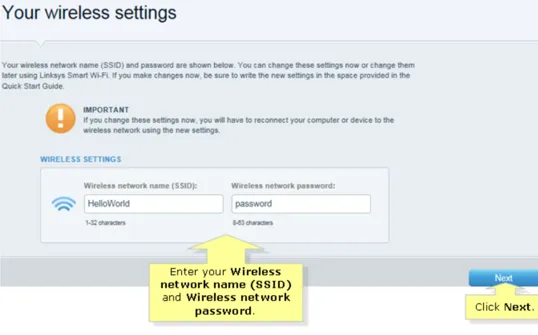 Your wireless settings
Your wireless network name (SSID) and password are shown below. You can change these settings now or change them
later using Linksys Smart Wi-Fi. If you make changes now, be sure to write the new settings in the space provided in the
Quick Start Guide.
IMPORTANT
If you change these settings now, you will have to reconnect your computer or device to the
wireless network using the new settings.
WIRELESS SETTINGS
Wireless network name (SSID): Wireless network password:
HelloWorld password
1-32 characters 8-63 characters
Enter your Wireless
network name (SSID)
and Wireless network
password.
Next
Click Next.